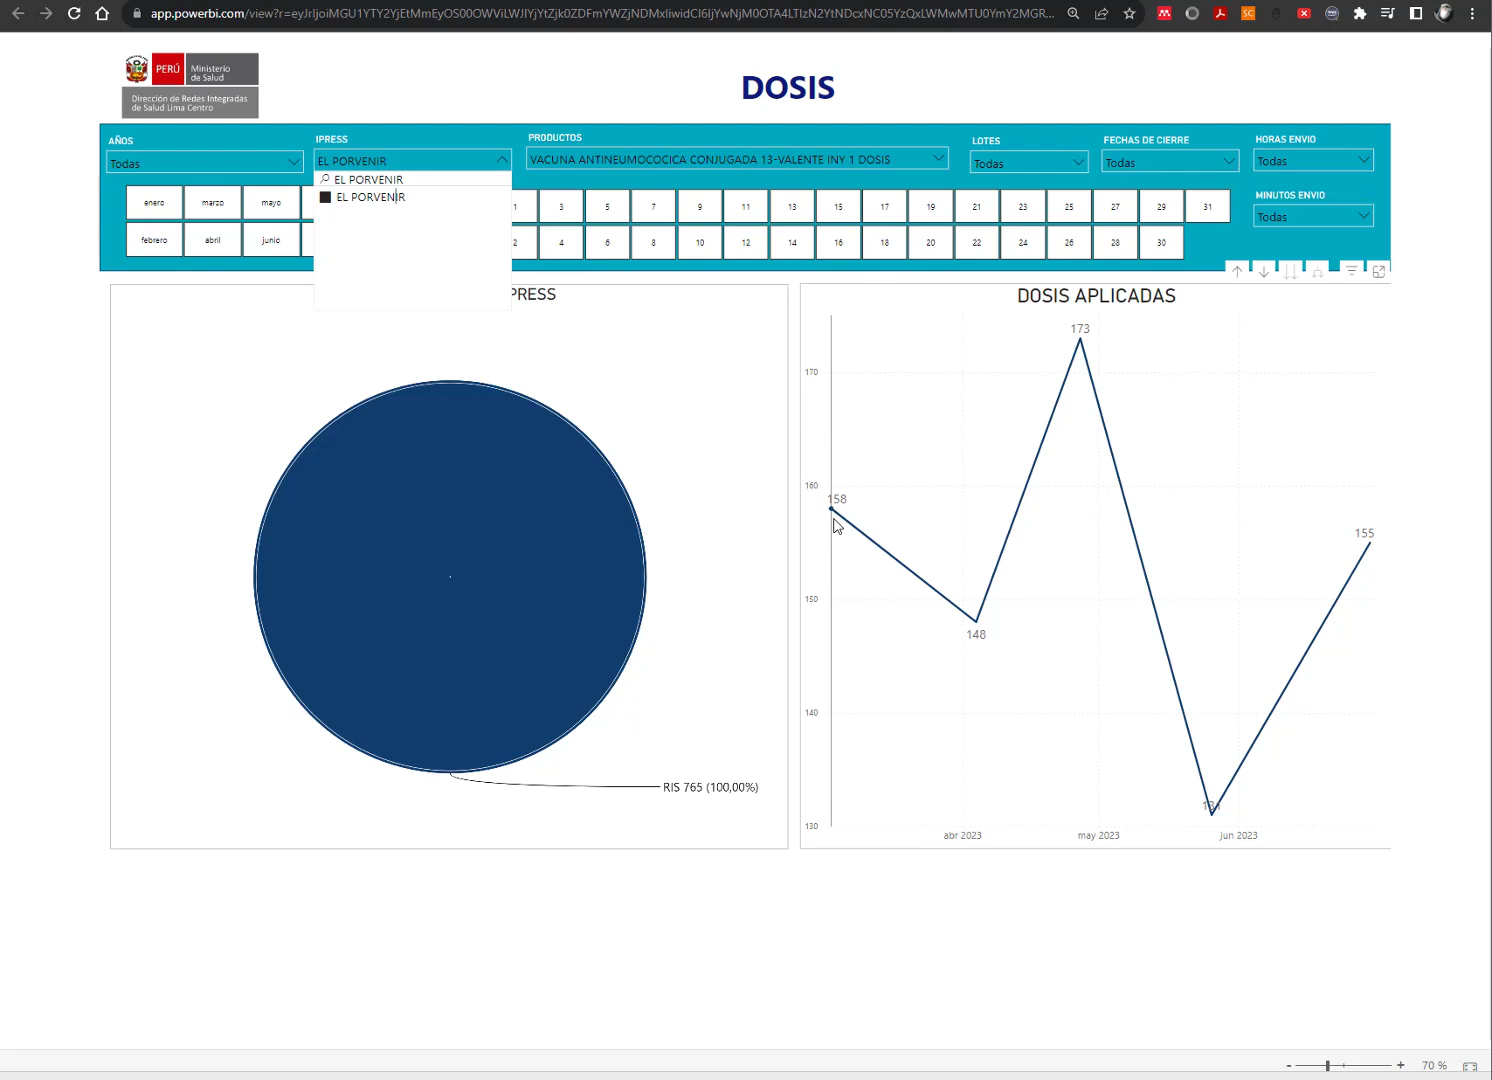 app.powerbi.com/view?r=
PERÚ
Ministerio
de Salud
Dirección de Redes Integradas
de Salud Lima Centro
DOSIS
AÑOS
Todas
IPRESS
EL PORVENIR
EL PORVENIR
EL PORVENIR
PRODUCTOS
VACUNA ANTINEUMOCOCICA CONJUGADA 13-VALENTE INY 1 DOSIS
LOTES
Todas
FECHAS DE CIERRE
Todas
HORAS ENVIO
Todas
MINUTOS ENVIO
Todas
enero marzo mayo
febrero abril junio
1 3 5 7 9 11 13 15 17 19 21 23 25 27 29 31
2 4 6 8 10 12 14 16 18 20 22 24 26 28 30
PRESS
RIS 765 (100,00%)
DOSIS APLICADAS
173
170
160
158
155
150
148
140
131
130
abr 2023 may 2023 jun 2023
- + 70 %